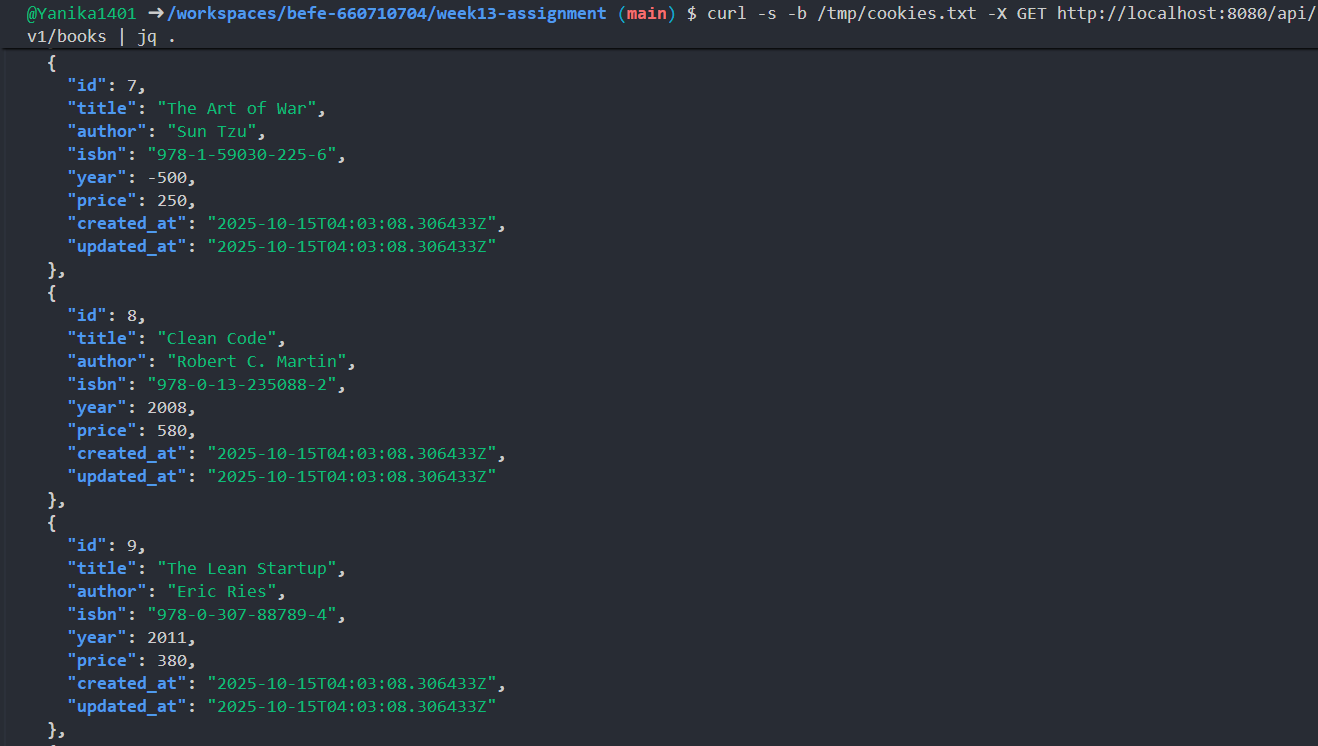 @Yanika1401 ➜/workspaces/befe-660710704/week13-assignment (main) $ curl -s -b /tmp/cookies.txt -X GET http://localhost:8080/api/
v1/books | jq .
  {
    "id": 7,
    "title": "The Art of War",
    "author": "Sun Tzu",
    "isbn": "978-1-59030-225-6",
    "year": -500,
    "price": 250,
    "created_at": "2025-10-15T04:03:08.306433Z",
    "updated_at": "2025-10-15T04:03:08.306433Z"
  },
  {
    "id": 8,
    "title": "Clean Code",
    "author": "Robert C. Martin",
    "isbn": "978-0-13-235088-2",
    "year": 2008,
    "price": 580,
    "created_at": "2025-10-15T04:03:08.306433Z",
    "updated_at": "2025-10-15T04:03:08.306433Z"
  },
  {
    "id": 9,
    "title": "The Lean Startup",
    "author": "Eric Ries",
    "isbn": "978-0-307-88789-4",
    "year": 2011,
    "price": 380,
    "created_at": "2025-10-15T04:03:08.306433Z",
    "updated_at": "2025-10-15T04:03:08.306433Z"
  },